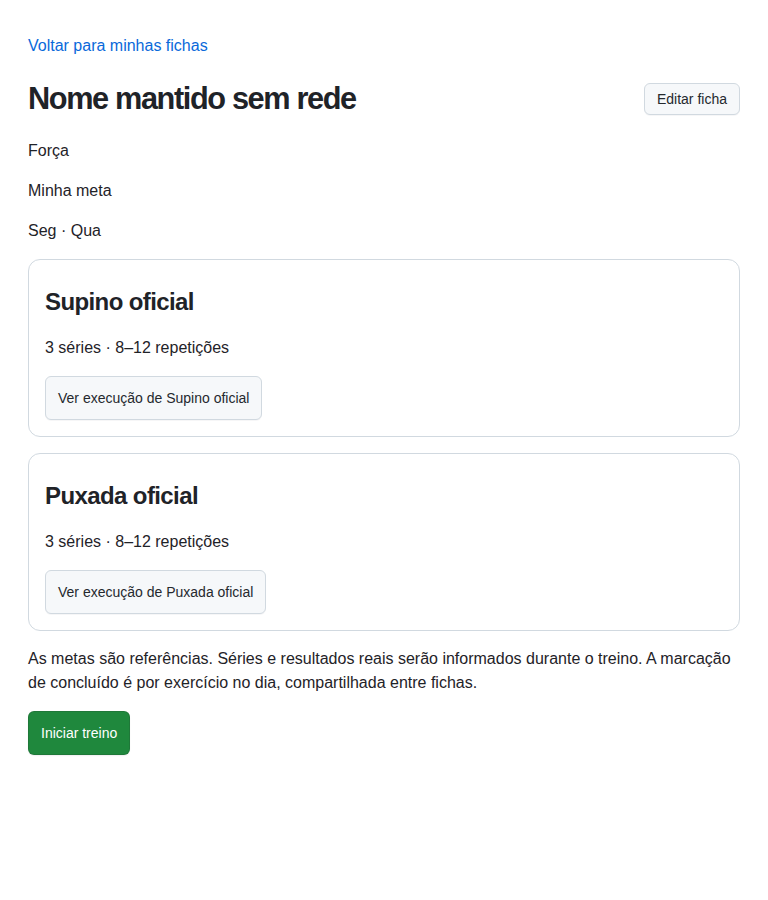 Voltar para minhas fichas
Nome mantido sem rede
Editar ficha
Força
Minha meta
Seg · Qua
Supino oficial
3 séries · 8–12 repetições
Ver execução de Supino oficial
Puxada oficial
3 séries · 8–12 repetições
Ver execução de Puxada oficial
As metas são referências. Séries e resultados reais serão informados durante o treino. A marcação
de concluído é por exercício no dia, compartilhada entre fichas.
Iniciar treino